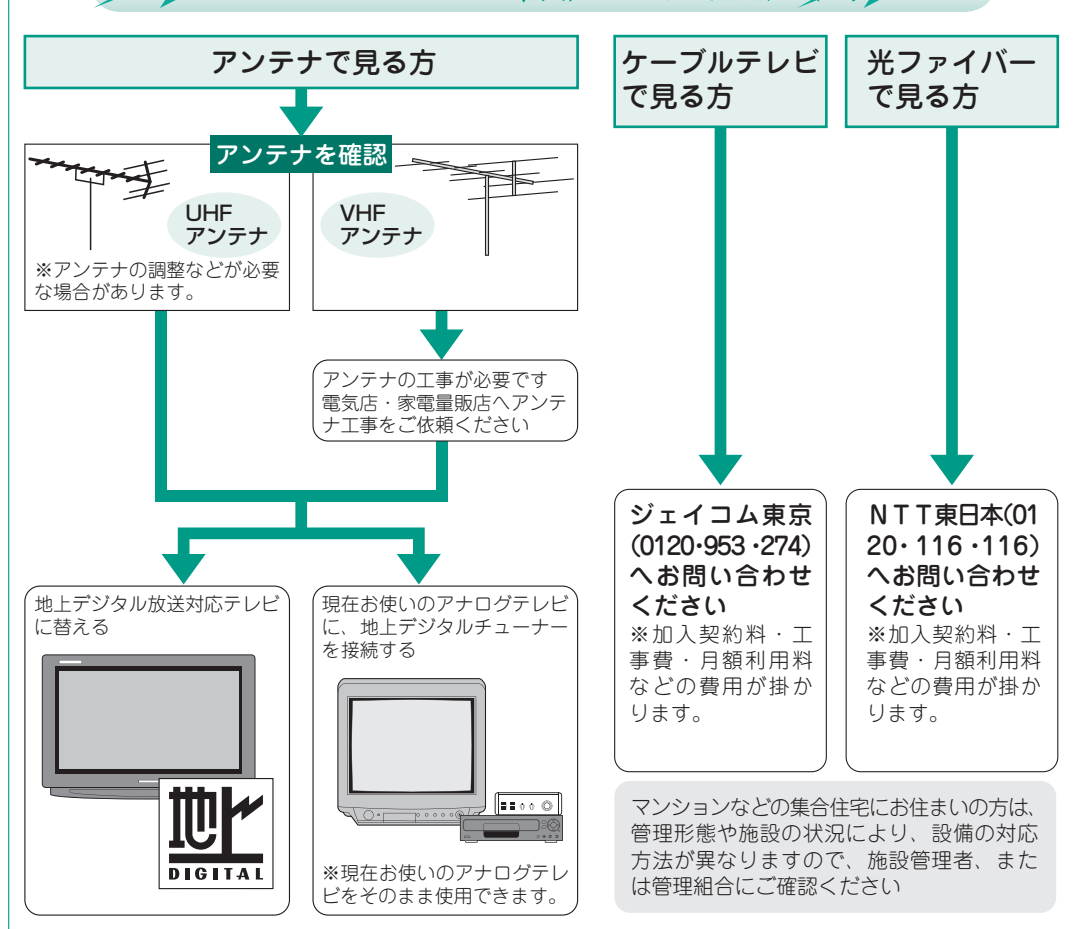 アンテナで見る方
アンテナを確認
UHF
アンテナ
※アンテナの調整などが必要
な場合があります。
VHF
アンテナ
アンテナの工事が必要です
電気店・家電量販店へアンテ
ナ工事をご依頼ください
地上デジタル放送対応テレビ
に替える
地上
DIGITAL
現在お使いのアナログテレビ
に、地上デジタルチューナー
を接続する
※現在お使いのアナログテレ
ビをそのまま使用できます。
ケーブルテレビ
で見る方
ジェイコム東京
(0120・953・274)
へお問い合わせ
ください
※加入契約料・工
事費・月額利用料
などの費用が掛か
ります。
光ファイバー
で見る方
ＮＴＴ東日本(01
20・116・116)
へお問い合わせ
ください
※加入契約料・工
事費・月額利用料
などの費用が掛か
ります。
マンションなどの集合住宅にお住まいの方は、
管理形態や施設の状況により、設備の対応
方法が異なりますので、施設管理者、また
は管理組合にご確認ください